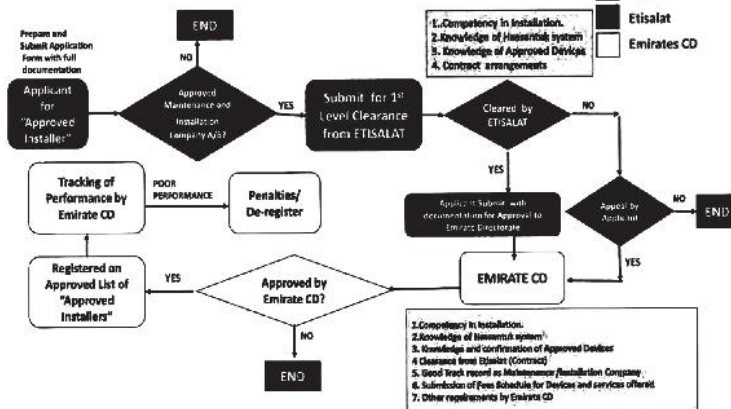 Etisalat
Emirates CD
END
Prepare and
Submit Application
Form with full
documentation
NO
1. Competency in Installation.
2. Knowledge of Hassantuk system
3. Knowledge of Approved Devices
4. Contract arrangements
Applicant
for
"Approved
Installer"
Approved
Maintenance and
Installation
Company A/B?
YES
Submit for 1st
Level Clearance
from ETISALAT
Cleared by
ETISALAT
NO
YES
Tracking of
Performance by
Emirate CD
POOR
PERFORMANCE
Penalties/
De-register
Applicant Submit with
documentation for Approval to
Emirate Directorate
Appeal by
Applicant
NO
END
YES
Registered on
Approved List of
"Approved
Installers"
YES
Approved by
Emirate CD?
EMIRATE CD
NO
END
1.Competency in Installation.
2.Knowledge of Hassantuk system
3. Knowledge and confirmation of Approved Devices
4 Clearance from Etisalat (Contract)
5. Good Track record as Maintenance /Installation Company
6. Submission of Fees Schedule for Devices and services offered
7. Other requirements by Emirate CD